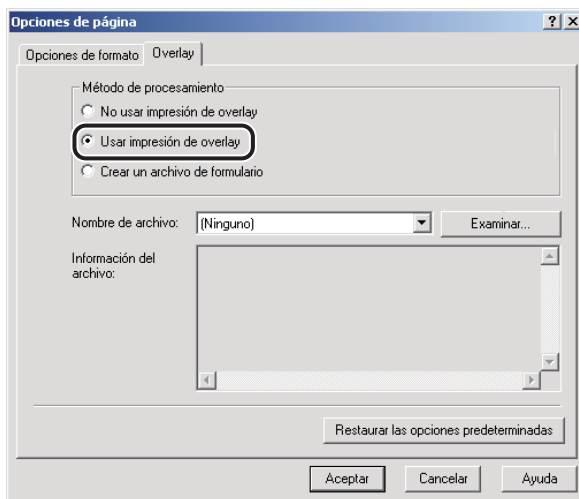 Opciones de página
Opciones de formato Overlay
Método de procesamiento
No usar impresión de overlay
Usar impresión de overlay
Crear un archivo de formulario
Nombre de archivo: (Ninguno) Examinar...
Información del
archivo:
Restaurar las opciones predeterminadas
Aceptar Cancelar Ayuda